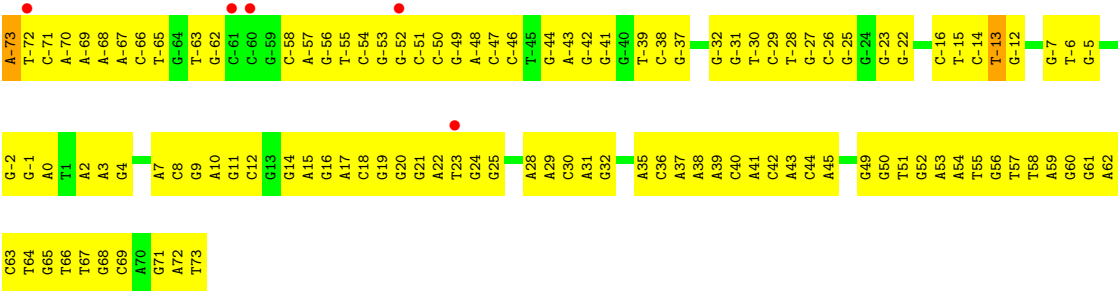 A-73 T-72 C-71 A-70 A-69 A-68 A-67 C-66 T-65 G-64 T-63 G-62 C-61 C-60 G-59 C-58 A-57 G-56 T-55 C-54 G-53 G-52 C-51 C-50 G-49 A-48 C-47 C-46 T-45 G-44 A-43 G-42 G-41 G-40 T-39 C-38 G-37 G-32 G-31 T-30 C-29 T-28 G-27 C-26 G-25 G-24 G-23 G-22 C-16 T-15 C-14 T-13 G-12 G-7 T-6 G-5
G-2 G-1 A0 T1 A2 A3 G4 A7 C8 G9 A10 G11 C12 G13 G14 A15 G16 A17 C18 G19 G20 G21 A22 T23 G24 G25 A28 A29 C30 A31 G32 A35 C36 A37 A38 A39 C40 A41 C42 A43 C44 A45 G49 G50 T51 G52 A53 A54 T55 G56 T57 T58 A59 G60 G61 A62
C63 T64 G65 T66 T67 G68 C69 A70 G71 A72 T73